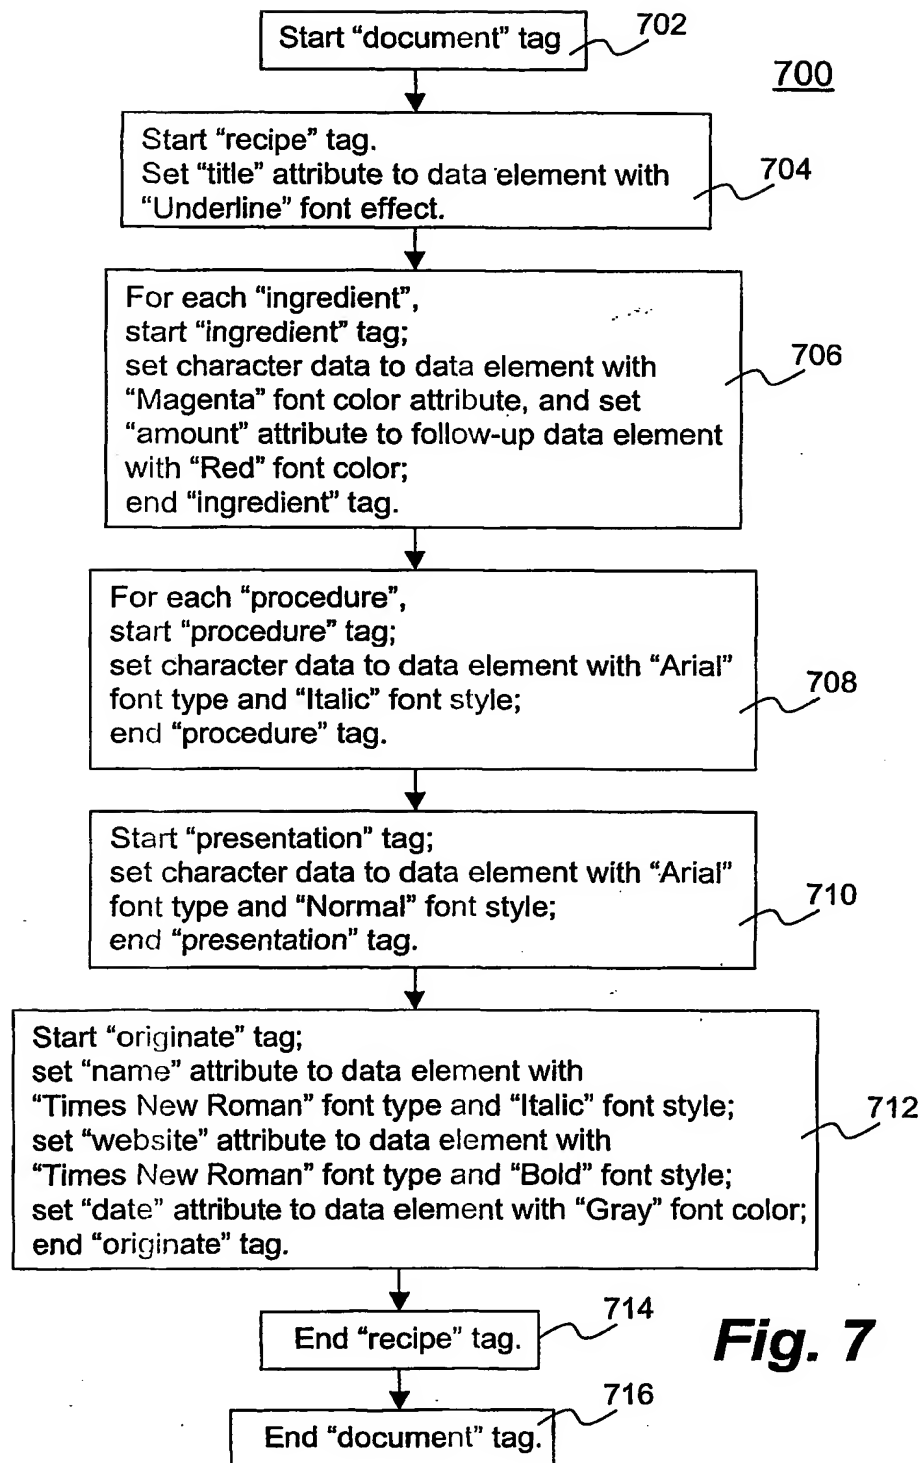 Start “document” tag
702
700
Start “recipe” tag.
Set “title” attribute to data element with
“Underline” font effect.
704
For each “ingredient”,
start “ingredient” tag;
set character data to data element with
“Magenta” font color attribute, and set
“amount” attribute to follow-up data element
with “Red” font color;
end “ingredient” tag.
706
For each “procedure”,
start “procedure” tag;
set character data to data element with “Arial”
font type and “Italic” font style;
end “procedure” tag.
708
Start “presentation” tag;
set character data to data element with “Arial”
font type and “Normal” font style;
end “presentation” tag.
710
Start “originate” tag;
set “name” attribute to data element with
“Times New Roman” font type and “Italic” font style;
set “website” attribute to data element with
“Times New Roman” font type and “Bold” font style;
set “date” attribute to data element with “Gray” font color;
end “originate” tag.
712
End “recipe” tag.
714
Fig. 7
End “document” tag.
716